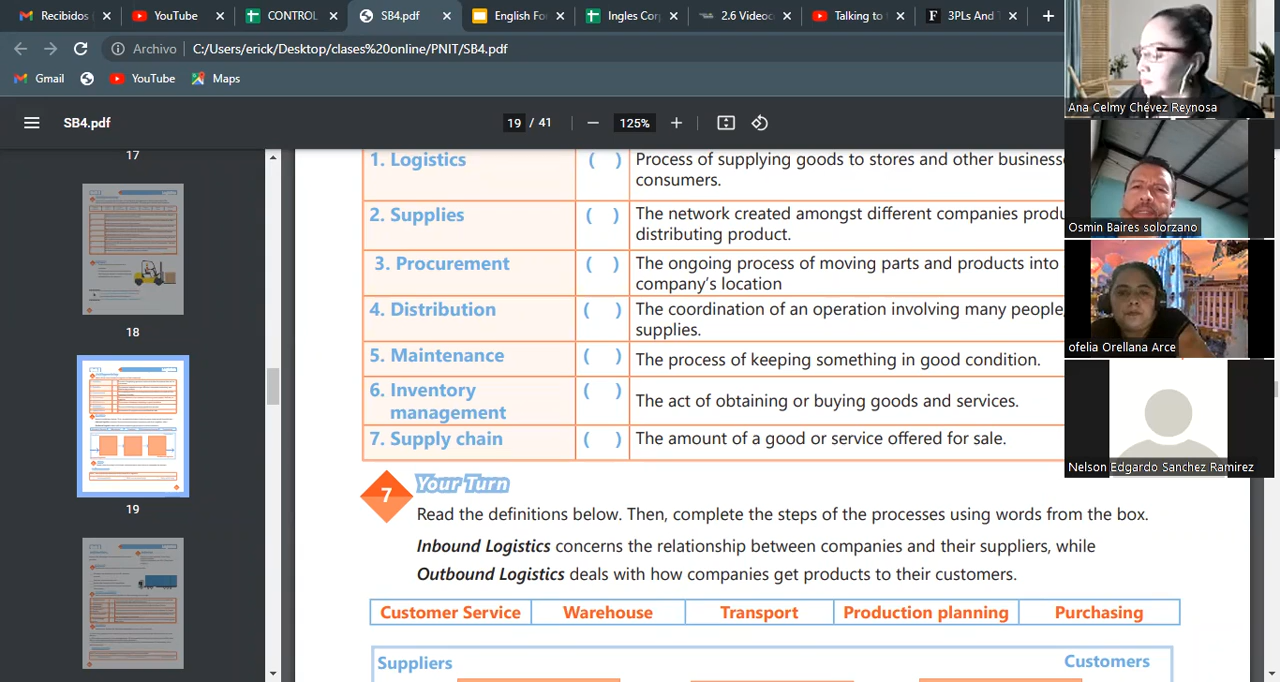 Recibidos (
YouTube
CONTROL
SB4.pdf
English Fo
Ingles Cor
2.6 Videoc
Talking to
3PLs And
Archivo
C:/Users/erick/Desktop/clases%20online/PNIT/SB4.pdf
Gmail
YouTube
Maps
SB4.pdf
19 / 41
125%
Ana Celmy Chévez Reynosa
Osmin Baires solorzano
ofelia Orellana Arce
Nelson Edgardo Sanchez Ramirez
17
18
19
1. Logistics ( ) Process of supplying goods to stores and other businesse
consumers.
2. Supplies ( ) The network created amongst different companies produ
distributing product.
3. Procurement ( ) The ongoing process of moving parts and products into
company's location
4. Distribution ( ) The coordination of an operation involving many people,
supplies.
5. Maintenance ( ) The process of keeping something in good condition.
6. Inventory
management ( ) The act of obtaining or buying goods and services.
7. Supply chain ( ) The amount of a good or service offered for sale.
7
Your Turn
Read the definitions below. Then, complete the steps of the processes using words from the box.
Inbound Logistics concerns the relationship between companies and their suppliers, while
Outbound Logistics deals with how companies get products to their customers.
Customer Service Warehouse Transport Production planning Purchasing
Suppliers Customers